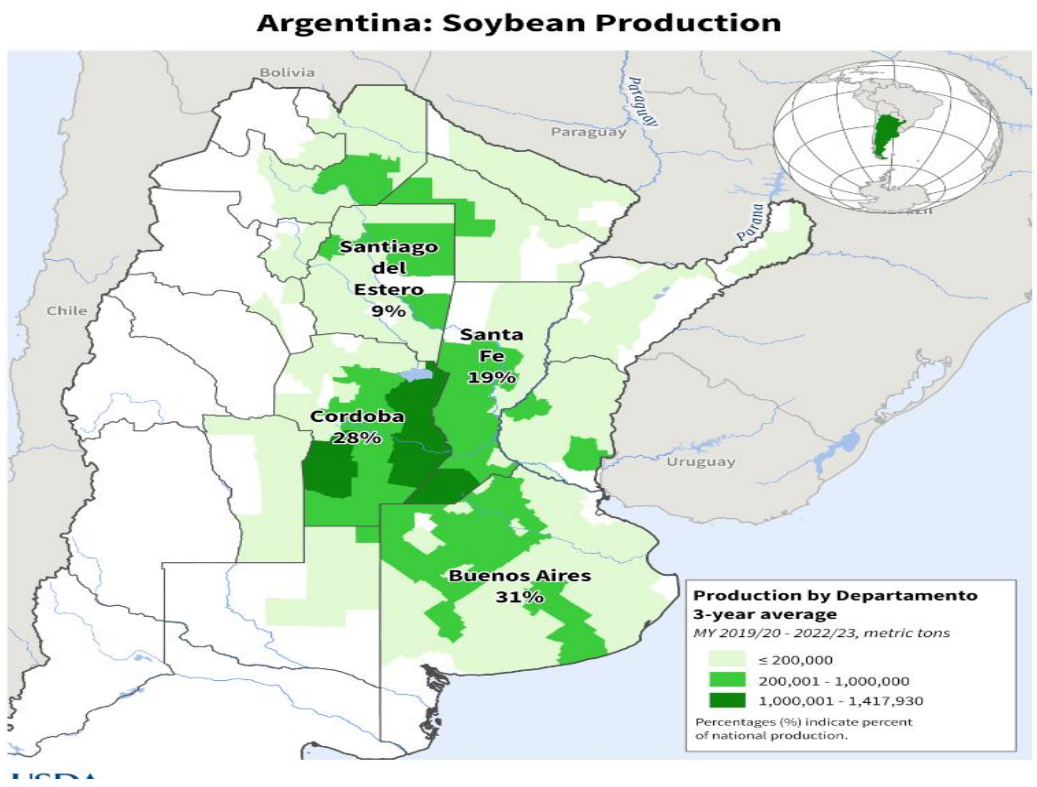 Argentina: Soybean Production
Bolivia
Paraguay
Paraguay
Parana
Santiago
del
Estero
9%
Chile
Santa
Fe
19%
Cordoba
28%
Uruguay
Buenos Aires
31%
Production by Departamento
3-year average
MY 2019/20 - 2022/23, metric tons
≤ 200,000
200,001 - 1,000,000
1,000,001 - 1,417,930
Percentages (%) indicate percent
of national production.
USDA